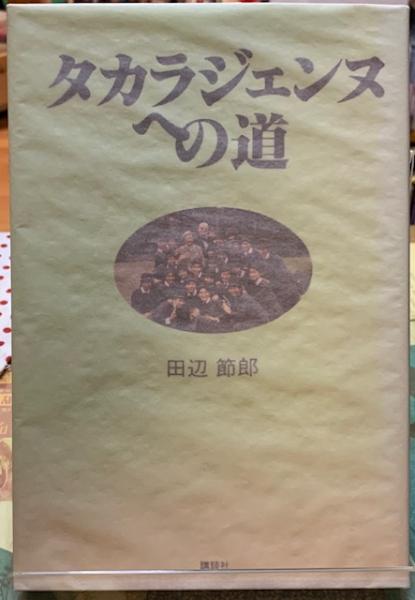 タカラジェンヌ
への道
田辺 節郎
講談社